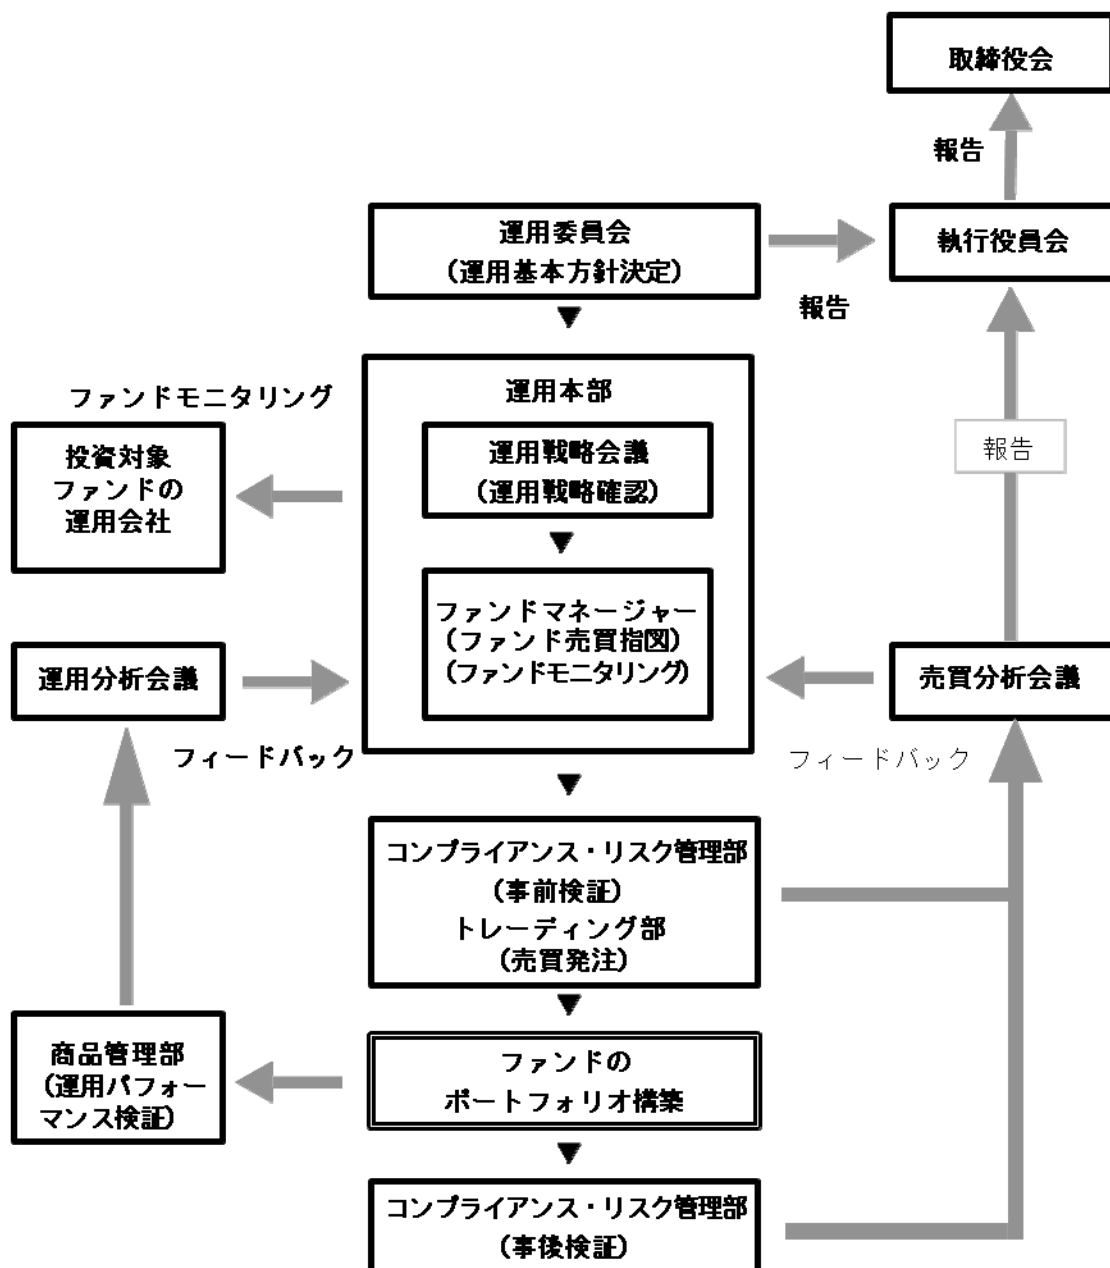 取締役会
報告
運用委員会
(運用基本方針決定)
執行役員会
報告
運用本部
ファンドモニタリング
運用戦略会議
(運用戦略確認)
投資対象
ファンドの
運用会社
報告
ファンドマネージャー
(ファンド売買指図)
(ファンドモニタリング)
運用分析会議
売買分析会議
フィードバック
フィードバック
コンプライアンス・リスク管理部
(事前検証)
トレーディング部
(売買発注)
商品管理部
(運用パフォー
マンス検証)
ファンドの
ポートフォリオ構築
コンプライアンス・リスク管理部
(事後検証)